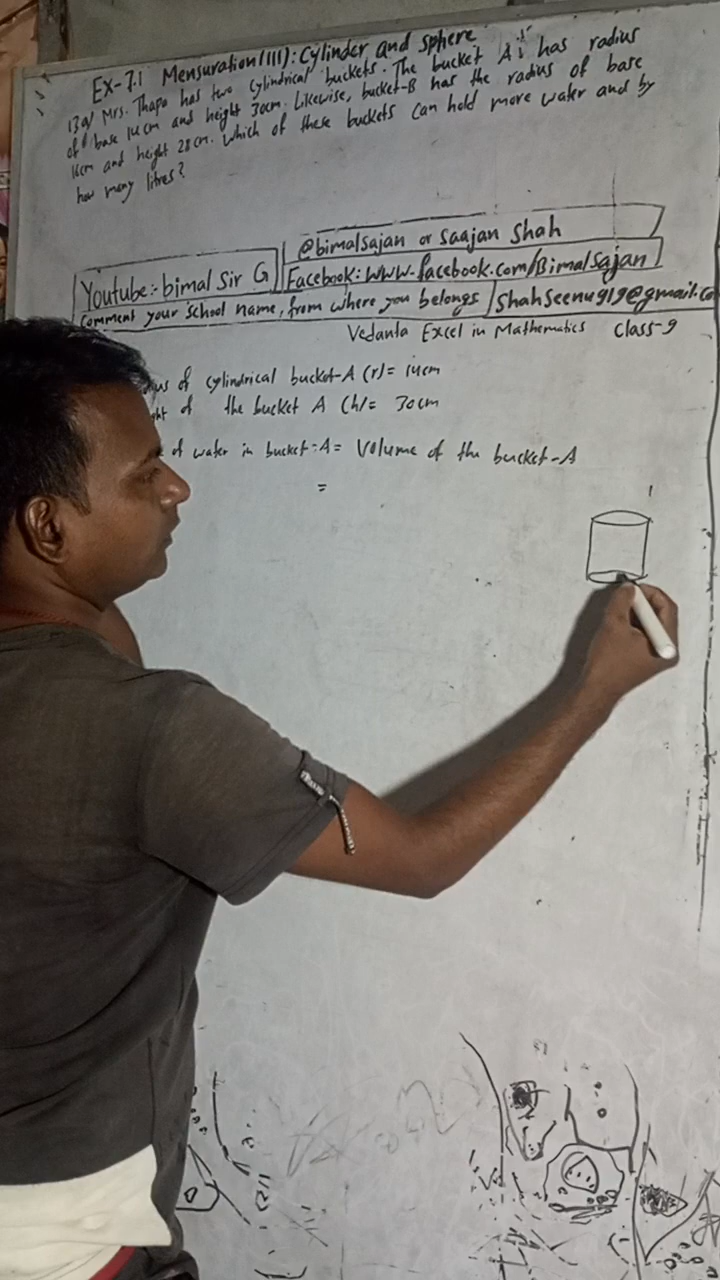 Ex-7.1 Mensuration(III): Cylinder and sphere
13a) Mrs. Thapa has two cylindrical buckets. The bucket A has radius
of base 14cm and height 30cm. Likewise, bucket-B has the radius of base
16cm and height 28cm. Which of these buckets can hold more water and by
how many litres?
@bimalsajan or Saajan Shah
Youtube:- bimal Sir G
Facebook: www.facebook.com/Bimalsajan
Comment your school name, from where you belongs
Shahseenu919@gmail.co
Vedanta Excel in Mathematics Class-9
of cylindrical bucket-A (r)= 14cm
of the bucket A (h)= 30cm
of water in bucket-A= Volume of the bucket-A
=